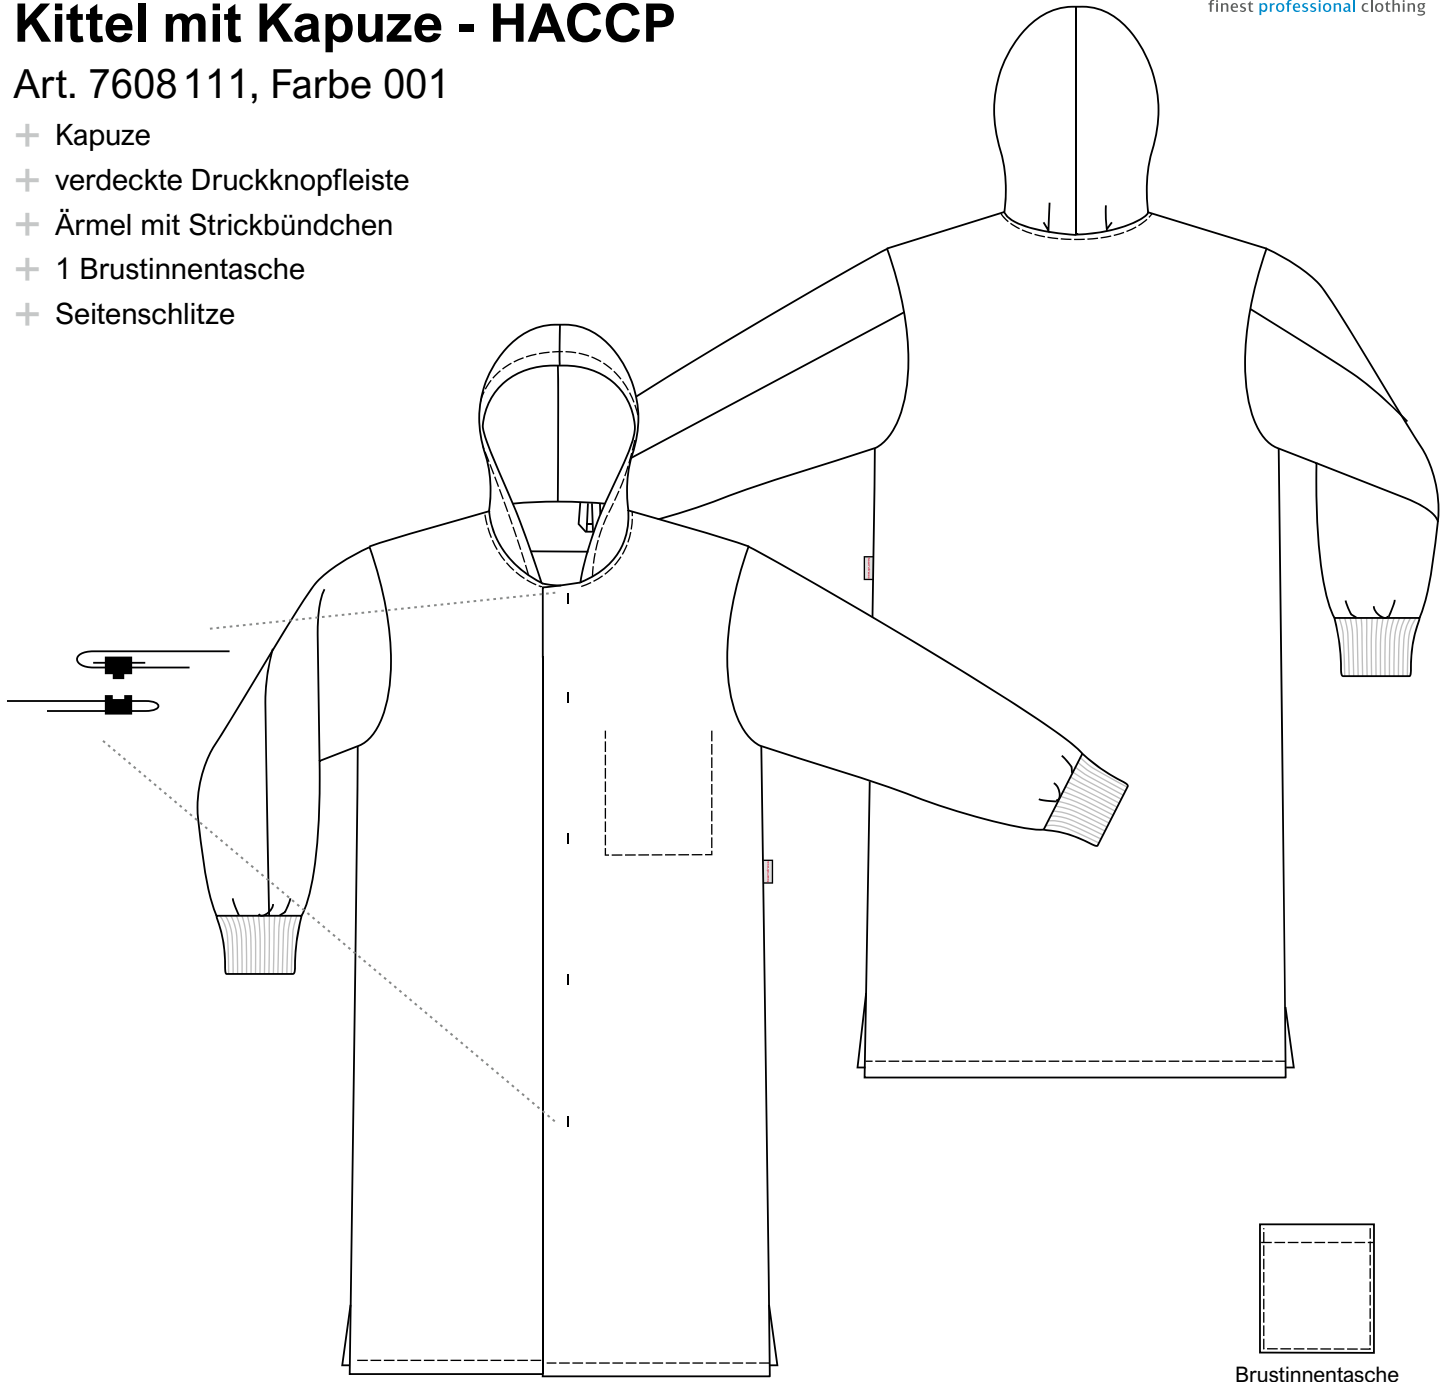 Kittel mit Kapuze - HACCP
finest professional clothing
Art. 7608 111, Farbe 001
Kapuze
verdeckte Druckknopfleiste
Ärmel mit Strickbündchen
1 Brustinnentasche
Seitenschlitze
Brustinnentasche